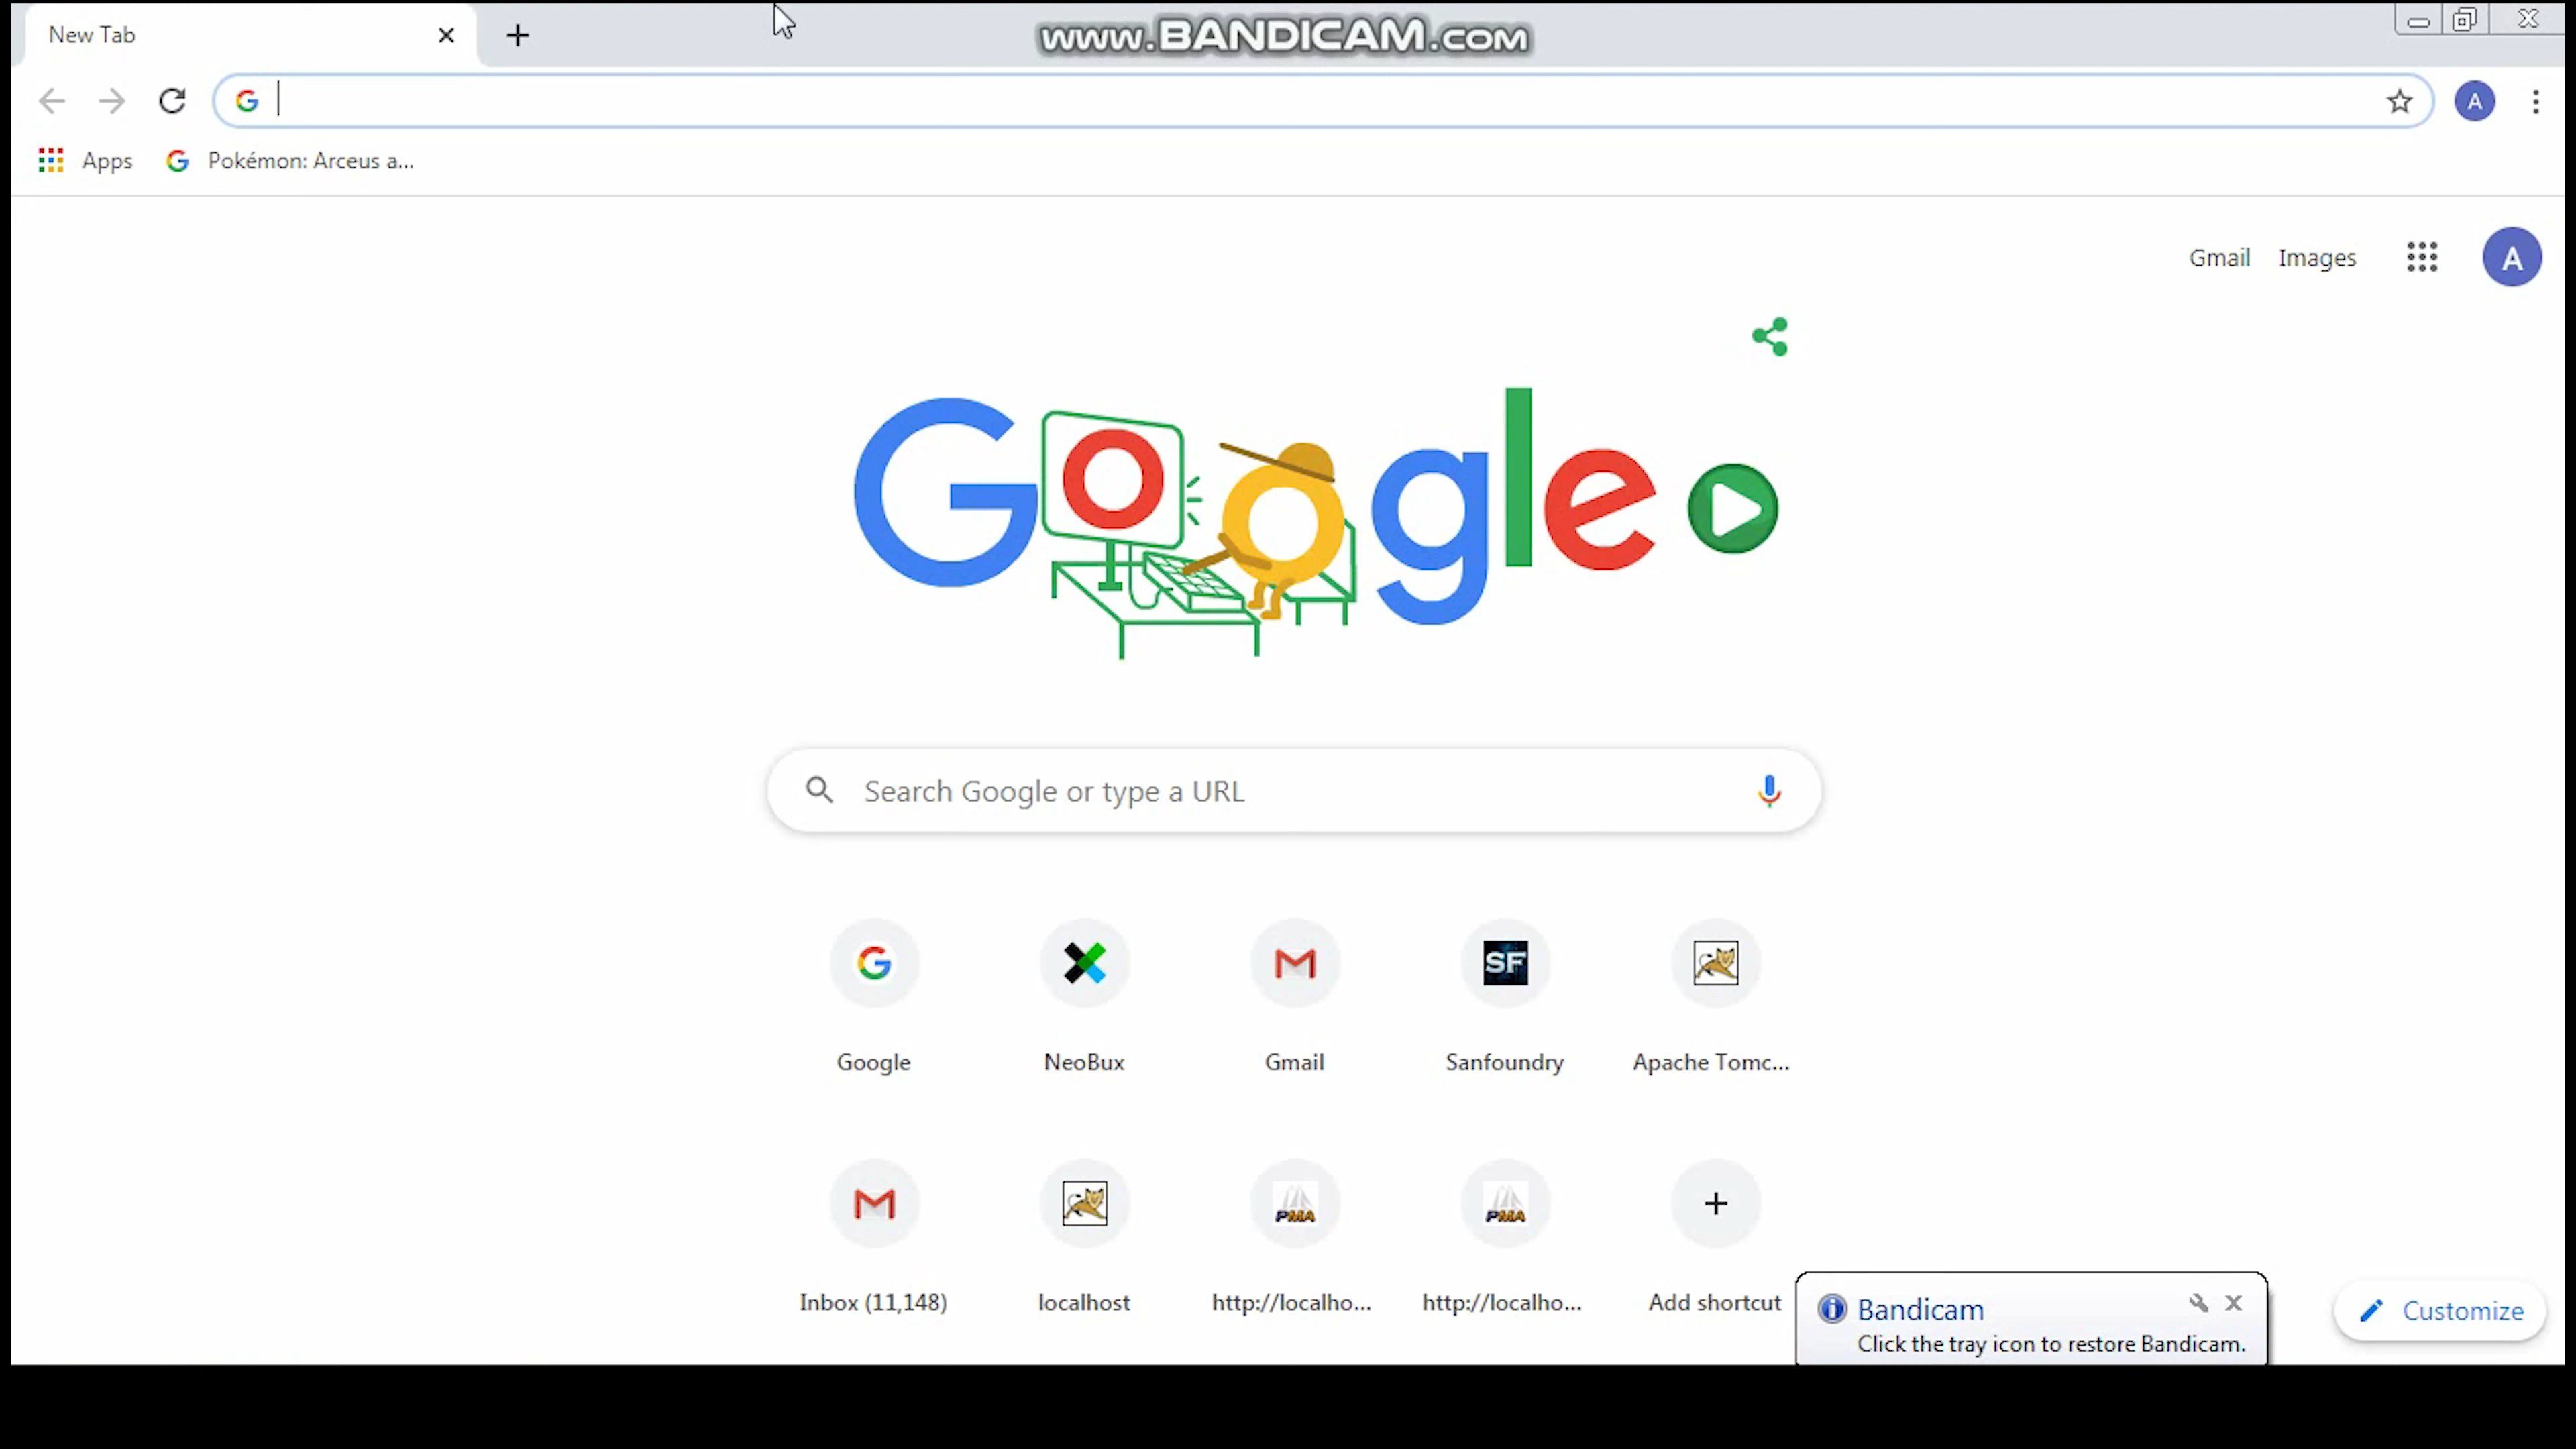 New Tab
www.BANDICAM.com
A
Apps
Pokémon: Arceus a...
Gmail
Images
A
Google
Search Google or type a URL
SF
Google
NeoBux
Gmail
Sanfoundry
Apache Tomc...
PMA
PMA
Inbox (11,148)
localhost
http://localho...
http://localho...
Add shortcut
Bandicam
Click the tray icon to restore Bandicam.
Customize